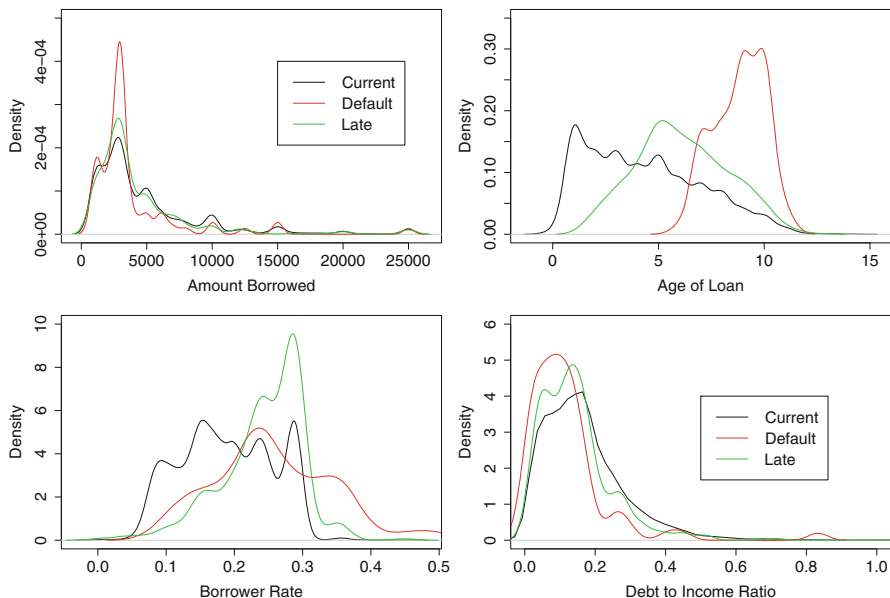 Density
0e+00 2e-04 4e-04
Current
Default
Late
0 5000 10000 15000 20000 25000
Amount Borrowed
Density
0.00 0.10 0.20 0.30
0 5 10 15
Age of Loan
Density
0 2 4 6 8 10
0.0 0.1 0.2 0.3 0.4 0.5
Borrower Rate
Density
0 1 2 3 4 5 6
Current
Default
Late
0.0 0.2 0.4 0.6 0.8 1.0
Debt to Income Ratio